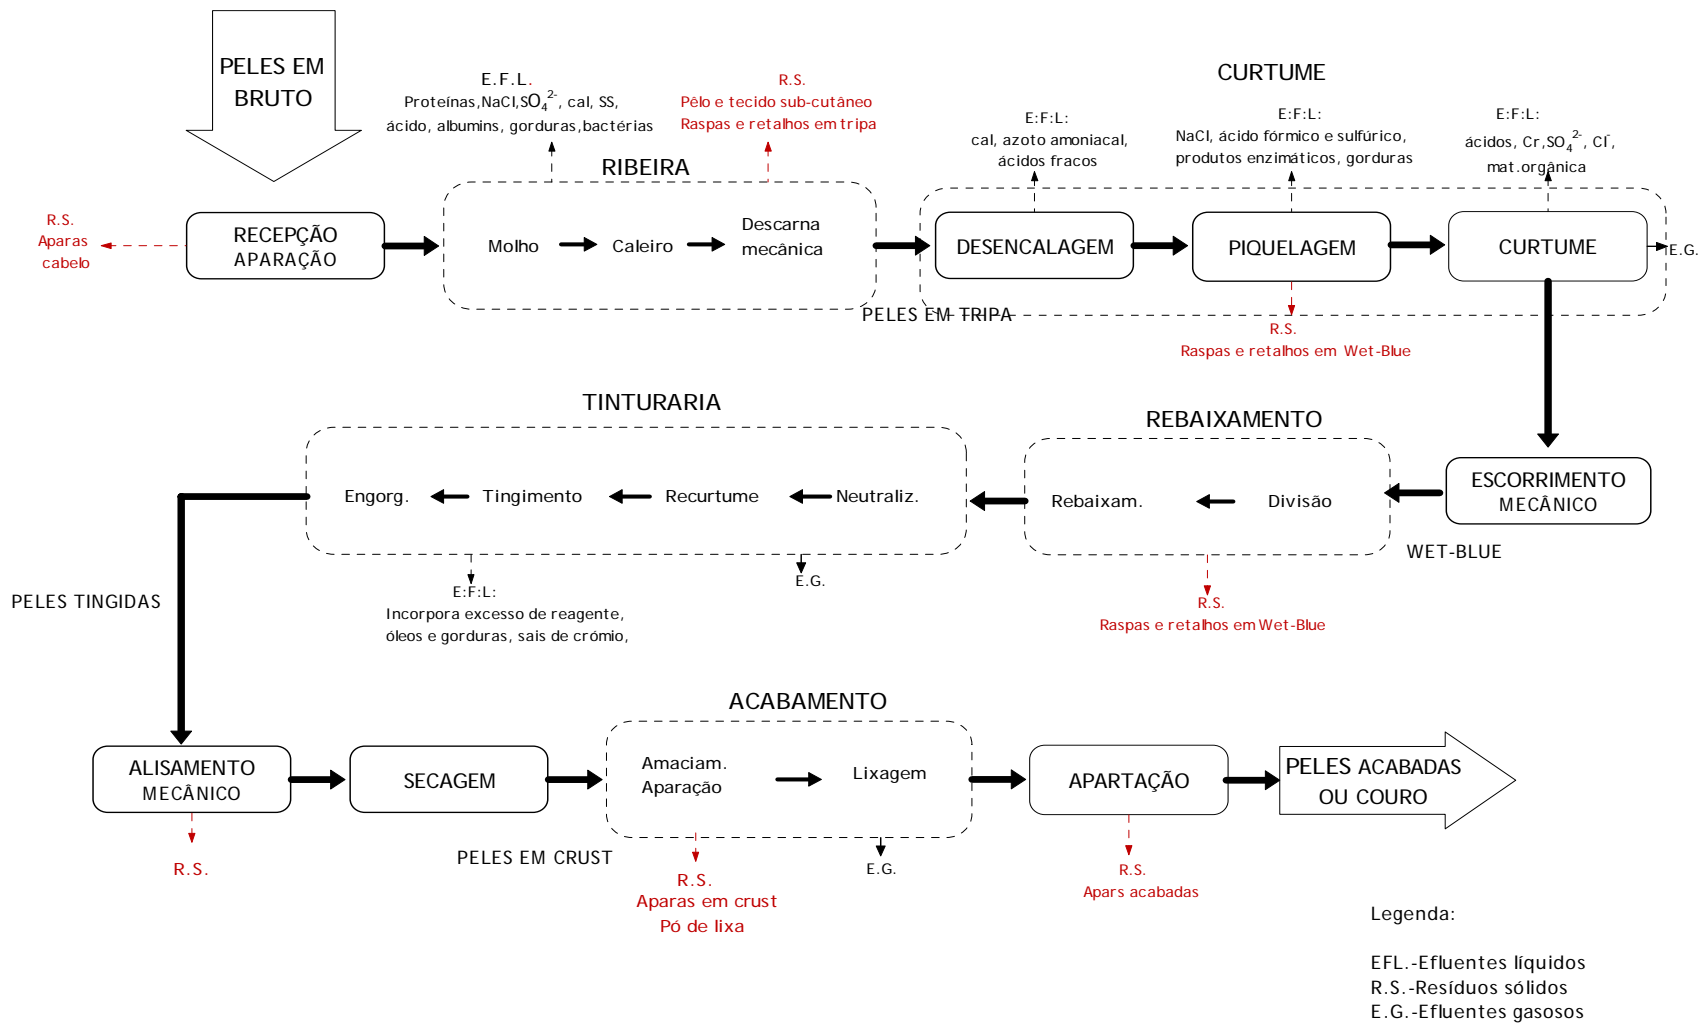 PELES EM
BRUTO
E.F.L.
Proteínas,NaCl,SO₄²⁻, cal, SS,
ácido, albumins, gorduras,bactérias
R.S.
Pêlo e tecido sub-cutâneo
Raspas e retalhos em tripa
CURTUME
E:F:L:
cal, azoto amoniacal,
ácidos fracos
E:F:L:
NaCl, ácido fórmico e sulfúrico,
produtos enzimáticos, gorduras
E:F:L:
ácidos, Cr,SO₄²⁻, Cl⁻,
mat.orgânica
RIBEIRA
R.S.
Aparas
cabelo
RECEPÇÃO
APARAÇÃO
Molho
Caleiro
Descarna
mecânica
DESENCALAGEM
PIQUELAGEM
CURTUME
E.G.
PELES EM TRIPA
R.S.
Raspas e retalhos em Wet-Blue
TINTURARIA
REBAIXAMENTO
Engorg.
Tingimento
Recurtume
Neutraliz.
Rebaixam.
Divisão
ESCORRIMENTO
MECÂNICO
WET-BLUE
E:F:L:
Incorpora excesso de reagente,
óleos e gorduras, sais de crómio,
E.G.
R.S.
Raspas e retalhos em Wet-Blue
PELES TINGIDAS
ACABAMENTO
ALISAMENTO
MECÂNICO
SECAGEM
Amaciam.
Aparação
Lixagem
APARTAÇÃO
PELES ACABADAS
OU COURO
R.S.
PELES EM CRUST
R.S.
Aparas em crust
Pó de lixa
E.G.
R.S.
Apars acabadas
Legenda:
EFL.-Efluentes líquidos
R.S.-Resíduos sólidos
E.G.-Efluentes gasosos